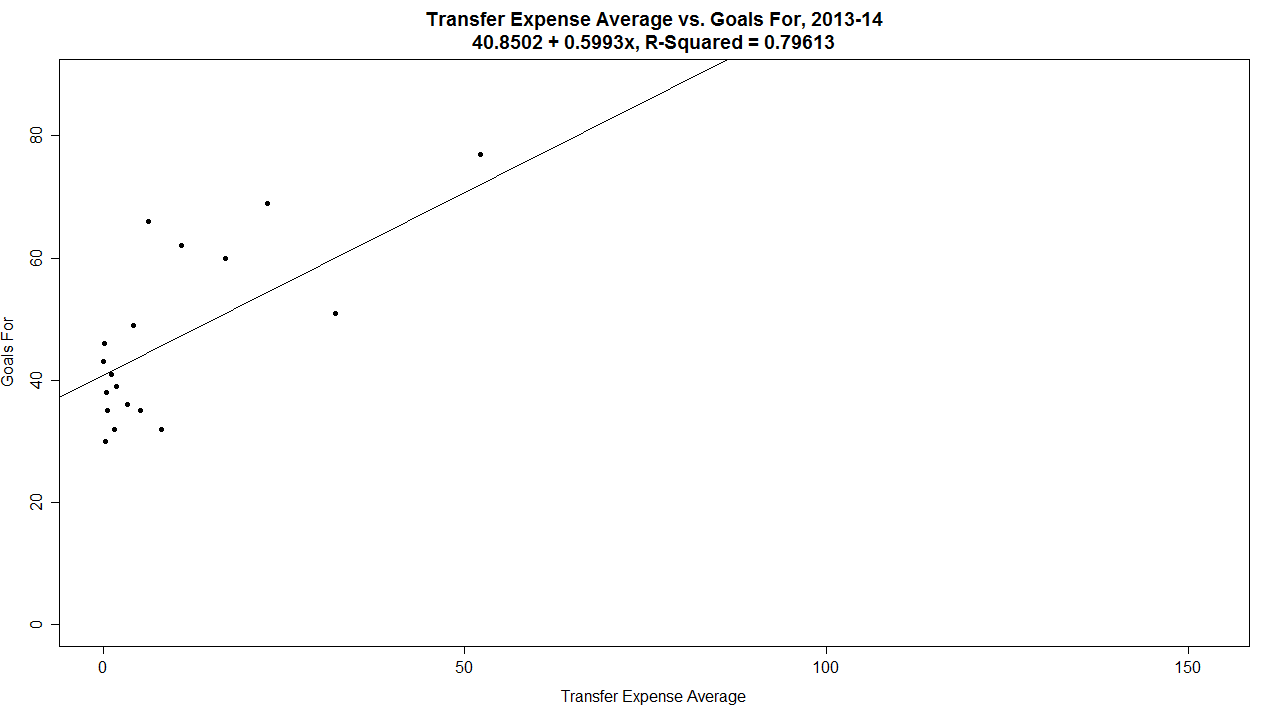 Transfer Expense Average vs. Goals For, 2013-14
40.8502 + 0.5993x, R-Squared = 0.79613
Goals For
80
60
40
20
0
0 50 100 150
Transfer Expense Average